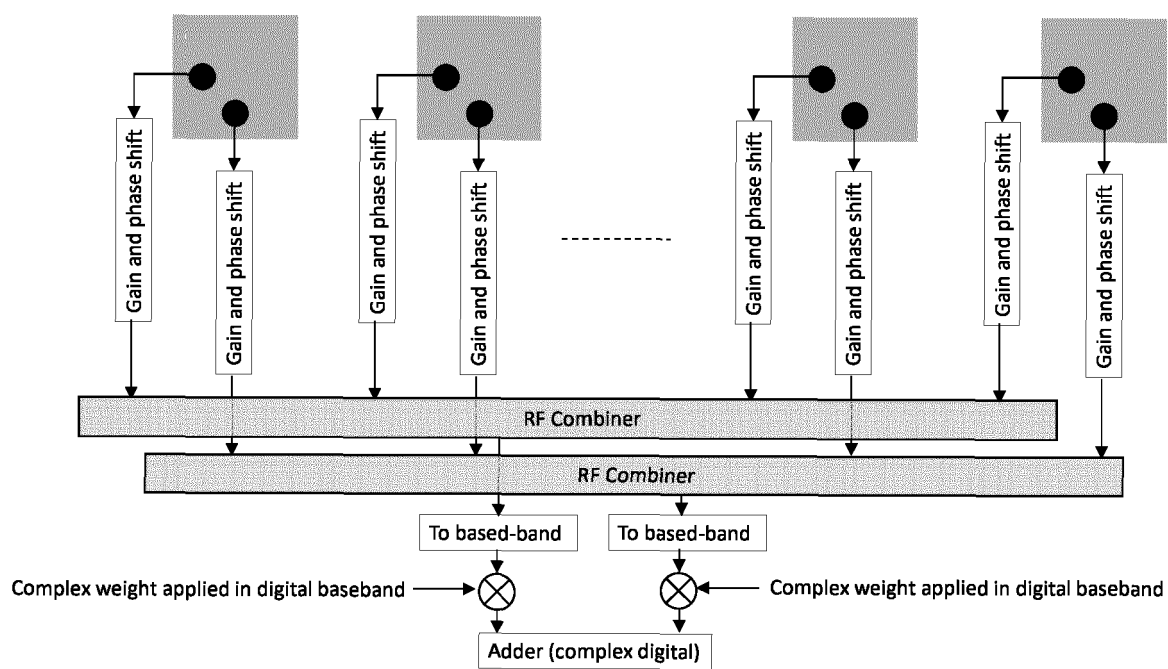 Gain and phase shift
Gain and phase shift
Gain and phase shift
Gain and phase shift
Gain and phase shift
Gain and phase shift
Gain and phase shift
Gain and phase shift
RF Combiner
RF Combiner
To based-band
To based-band
Complex weight applied in digital baseband
Complex weight applied in digital baseband
Adder (complex digital)